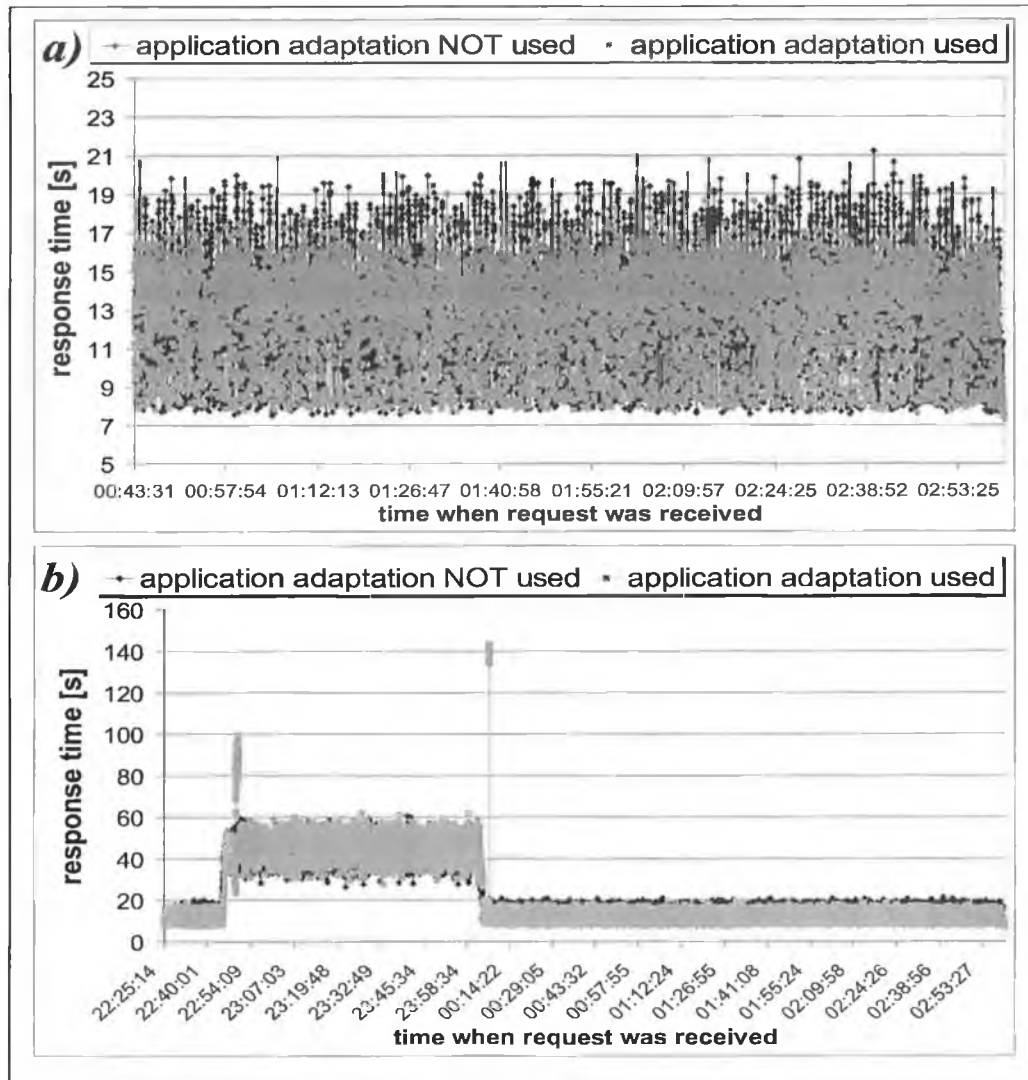 a) application adaptation NOT used application adaptation used
25
23
21
19
17
15
13
11
9
7
5
response time [s]
00:43:31 00:57:54 01:12:13 01:26:47 01:40:58 01:55:21 02:09:57 02:24:25 02:38:52 02:53:25
time when request was received
b) application adaptation NOT used application adaptation used
160
140
120
100
80
60
40
20
0
response time [s]
22:25:14 22:40:01 22:54:09 23:07:03 23:19:48 23:32:49 23:45:34 23:58:34 00:14:22 00:29:05 00:43:32 00:57:55 01:12:24 01:26:55 01:41:08 01:55:24 02:09:58 02:24:26 02:38:56 02:53:27
time when request was received